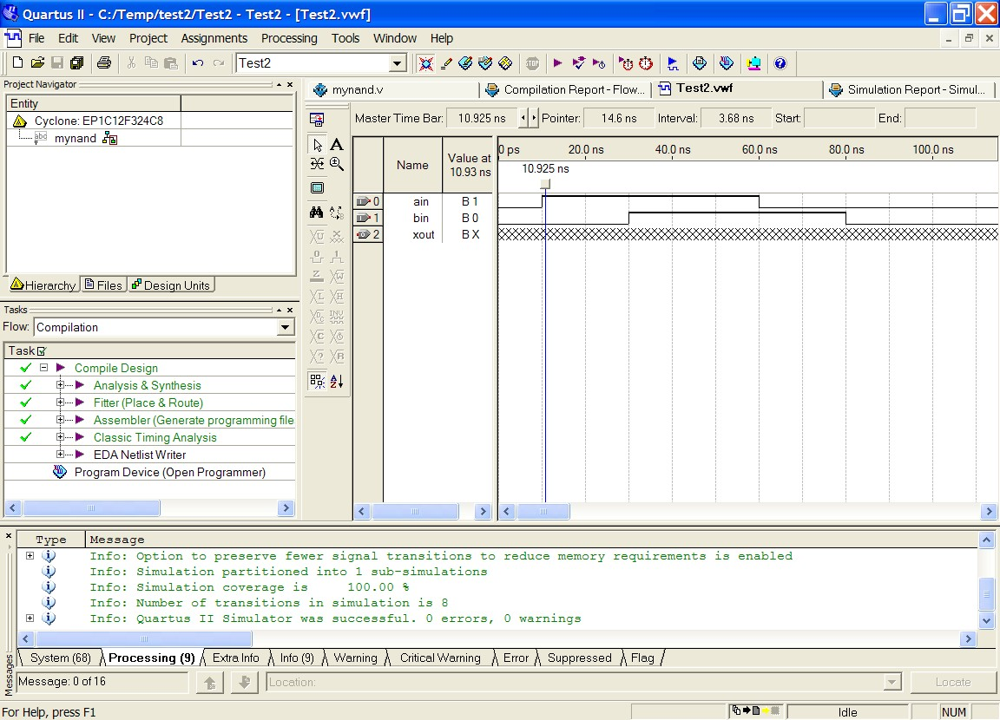 Quartus II - C:/Temp/test2/Test2 - Test2 - [Test2.vwf]
File Edit View Project Assignments Processing Tools Window Help
Test2
Project Navigator
Entity
Cyclone: EP1C12F324C8
abc mynand
Hierarchy Files Design Units
Tasks
Flow: Compilation
Task
Compile Design
Analysis & Synthesis
Fitter (Place & Route)
Assembler (Generate programming file
Classic Timing Analysis
EDA Netlist Writer
Program Device (Open Programmer)
mynand.v Compilation Report - Flow... Test2.vwf Simulation Report - Simul...
Master Time Bar: 10.925 ns Pointer: 14.6 ns Interval: 3.68 ns Start: End:
Name Value at 10.93 ns
0 ps 20.0 ns 40.0 ns 60.0 ns 80.0 ns 100.0 ns
10.925 ns
0 ain B 1
1 bin B 0
2 xout B X
Type Message
Info: Option to preserve fewer signal transitions to reduce memory requirements is enabled
Info: Simulation partitioned into 1 sub-simulations
Info: Simulation coverage is 100.00 %
Info: Number of transitions in simulation is 8
Info: Quartus II Simulator was successful. 0 errors, 0 warnings
System (68) Processing (9) Extra Info Info (9) Warning Critical Warning Error Suppressed Flag
Messages
Message: 0 of 16 Location: Locate
For Help, press F1 Idle NUM